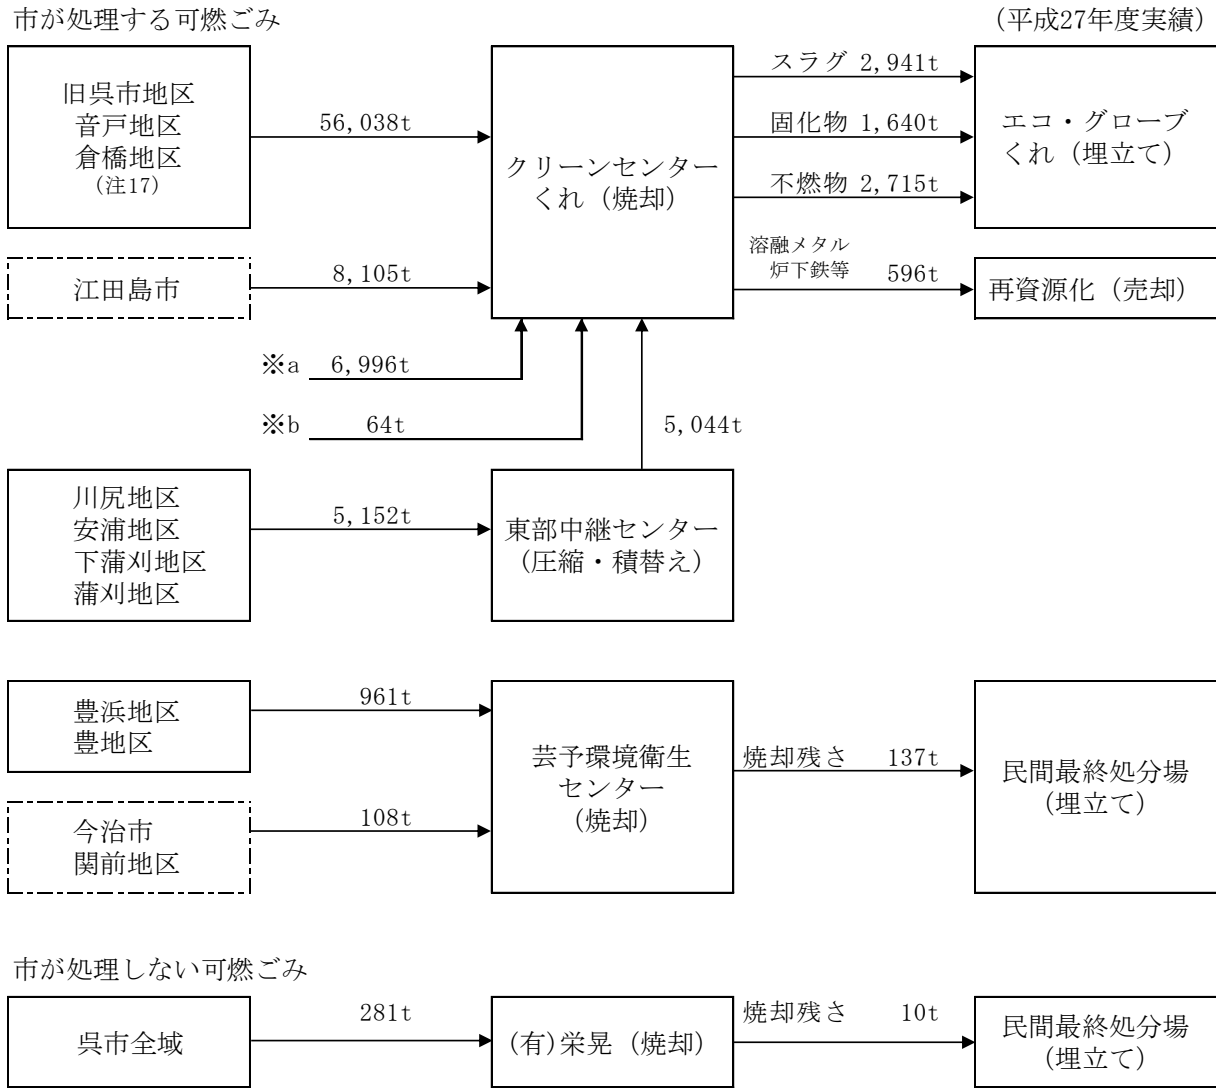 市が処理する可燃ごみ
(平成27年度実績)
旧呉市地区
音戸地区
倉橋地区
(注17)
56,038t
クリーンセンター
くれ（焼却）
スラグ 2,941t
固化物 1,640t
不燃物 2,715t
エコ・グローブ
くれ（埋立て）
江田島市
8,105t
溶融メタル
炉下鉄等 596t
再資源化（売却）
※a 6,996t
※b 64t
5,044t
川尻地区
安浦地区
下蒲刈地区
蒲刈地区
5,152t
東部中継センター
（圧縮・積替え）
豊浜地区
豊地区
961t
今治市
関前地区
108t
芸予環境衛生
センター
（焼却）
焼却残さ 137t
民間最終処分場
（埋立て）
市が処理しない可燃ごみ
呉市全域
281t
(有)栄晃（焼却）
焼却残さ 10t
民間最終処分場
（埋立て）